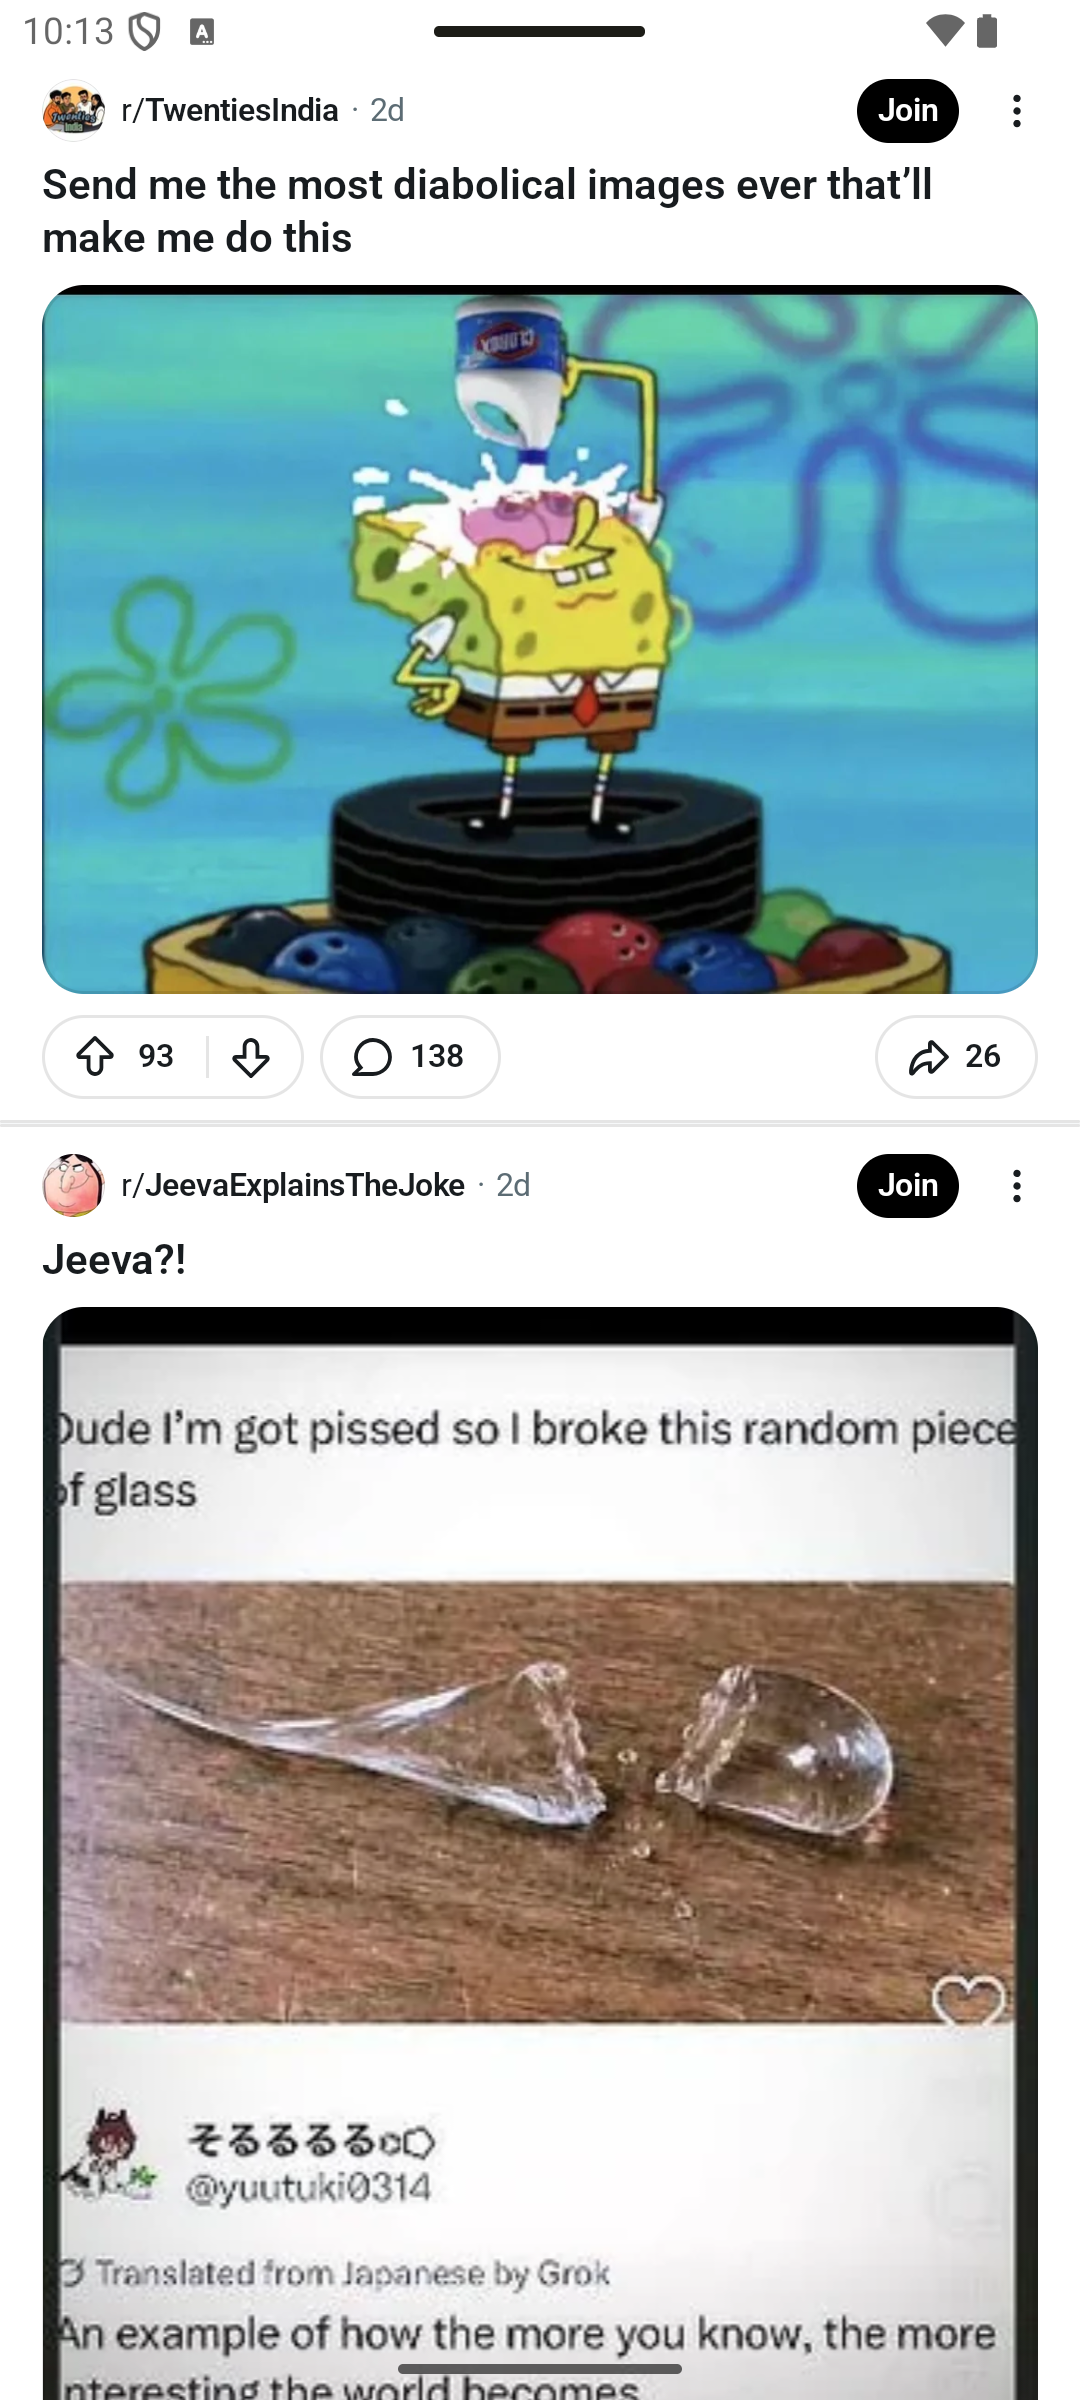 10:13
A
r/TwentiesIndia · 2d
Join
Send me the most diabolical images ever that’ll
make me do this
93
138
26
r/JeevaExplainsTheJoke · 2d
Join
Jeeva?!
Dude I’m got pissed so I broke this random piece
of glass
そるるるる
@yuutuki0314
Translated from Japanese by Grok
An example of how the more you know, the more
nteresting the world becomes